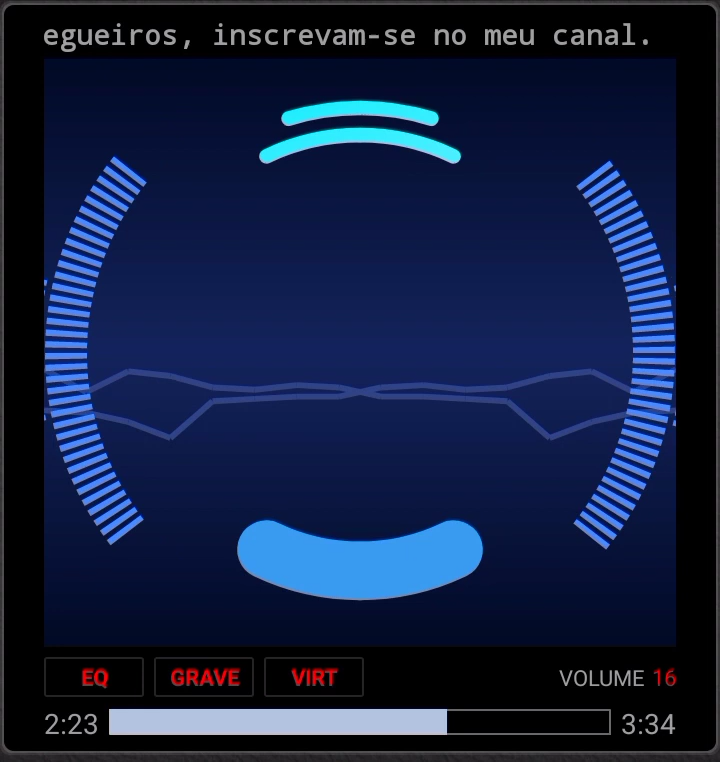 egueiros, inscrevam-se no meu canal.
EQ GRAVE VIRT VOLUME 16
2:23 3:34